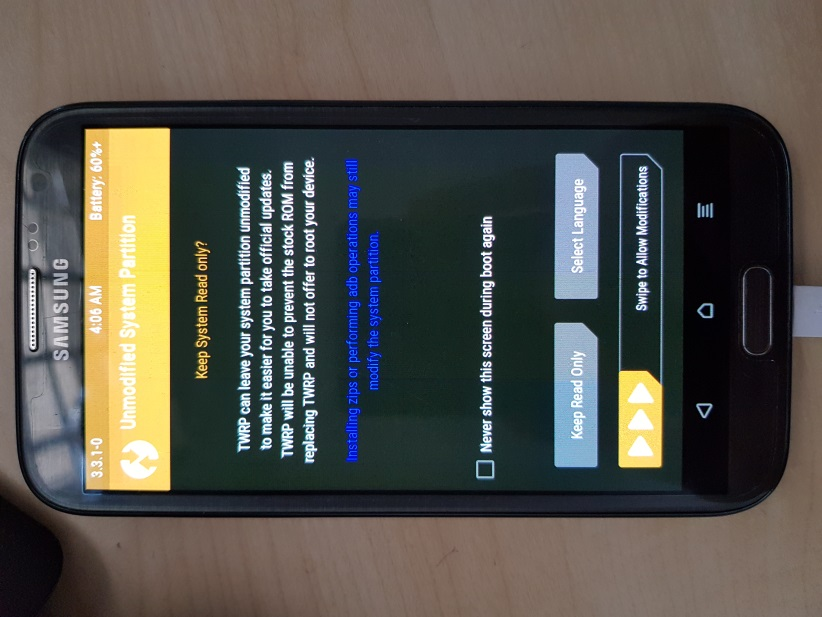 SAMSUNG
3.3.1-0 4:06 AM Battery: 60%+
Unmodified System Partition
Keep System Read only?
TWRP can leave your system partition unmodified
to make it easier for you to take official updates.
TWRP will be unable to prevent the stock ROM from
replacing TWRP and will not offer to root your device.
Installing zips or performing adb operations may still
modify the system partition.
Never show this screen during boot again
Keep Read Only
Select Language
Swipe to Allow Modifications